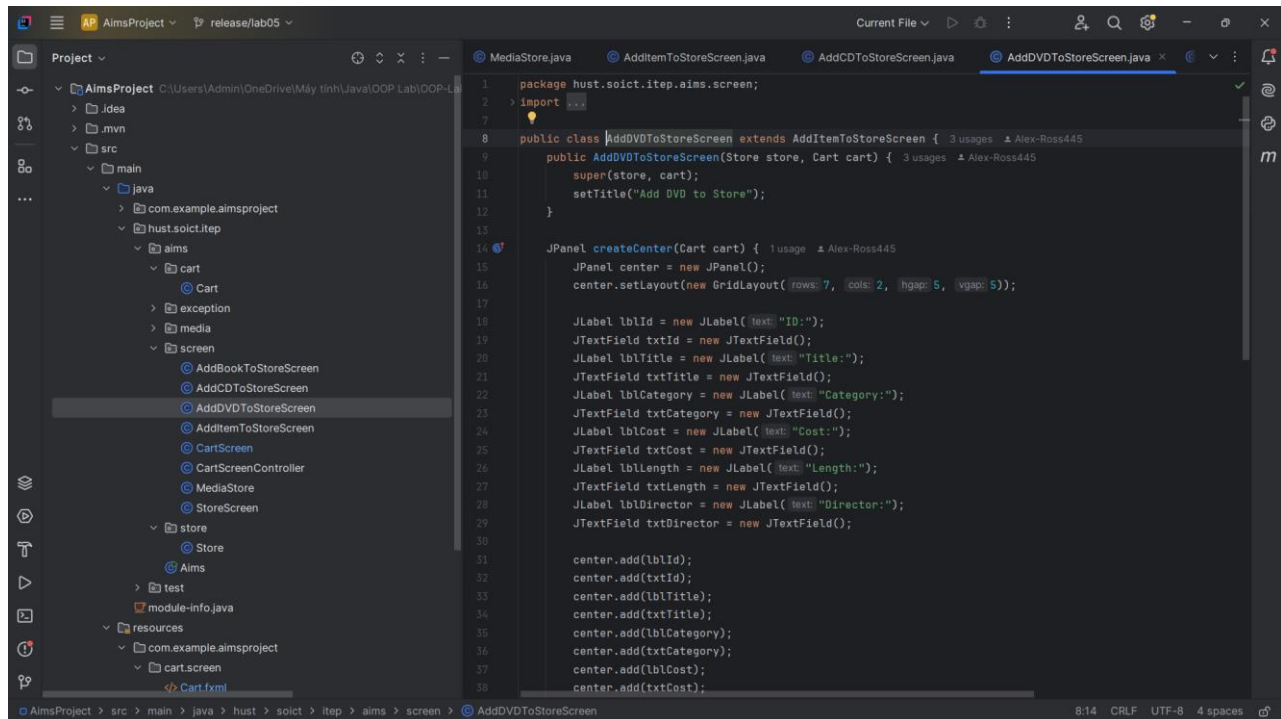 AP AimsProject release/lab05 Current File
Project
AimsProject C:\Users\Admin\OneDrive\Máy tính\Java\OOP Lab\OOP-La
.idea
.mvn
src
main
java
com.example.aimsproject
hust.soict.itep
aims
cart
Cart
exception
media
screen
AddBookToStoreScreen
AddCDToStoreScreen
AddDVDToStoreScreen
AddItemToStoreScreen
CartScreen
CartScreenController
MediaStore
StoreScreen
store
Store
Aims
test
module-info.java
resources
com.example.aimsproject
cart.screen
Cart.fxml
MediaStore.java AddItemToStoreScreen.java AddCDToStoreScreen.java AddDVDToStoreScreen.java
1 package hust.soict.itep.aims.screen;
2 import ...
7
8 public class AddDVDToStoreScreen extends AddItemToStoreScreen { 3 usages Alex-Ross445
9 public AddDVDToStoreScreen(Store store, Cart cart) { 3 usages Alex-Ross445
10 super(store, cart);
11 setTitle("Add DVD to Store");
12 }
13
14 JPanel createCenter(Cart cart) { 1 usage Alex-Ross445
15 JPanel center = new JPanel();
16 center.setLayout(new GridLayout( rows: 7, cols: 2, hgap: 5, vgap: 5));
17
18 JLabel lblId = new JLabel( text: "ID:");
19 JTextField txtId = new JTextField();
20 JLabel lblTitle = new JLabel( text: "Title:");
21 JTextField txtTitle = new JTextField();
22 JLabel lblCategory = new JLabel( text: "Category:");
23 JTextField txtCategory = new JTextField();
24 JLabel lblCost = new JLabel( text: "Cost:");
25 JTextField txtCost = new JTextField();
26 JLabel lblLength = new JLabel( text: "Length:");
27 JTextField txtLength = new JTextField();
28 JLabel lblDirector = new JLabel( text: "Director:");
29 JTextField txtDirector = new JTextField();
30
31 center.add(lblId);
32 center.add(txtId);
33 center.add(lblTitle);
34 center.add(txtTitle);
35 center.add(lblCategory);
36 center.add(txtCategory);
37 center.add(lblCost);
38 center.add(txtCost);
m
AimsProject > src > main > java > hust > soict > itep > aims > screen > AddDVDToStoreScreen 8:14 CRLF UTF-8 4 spaces